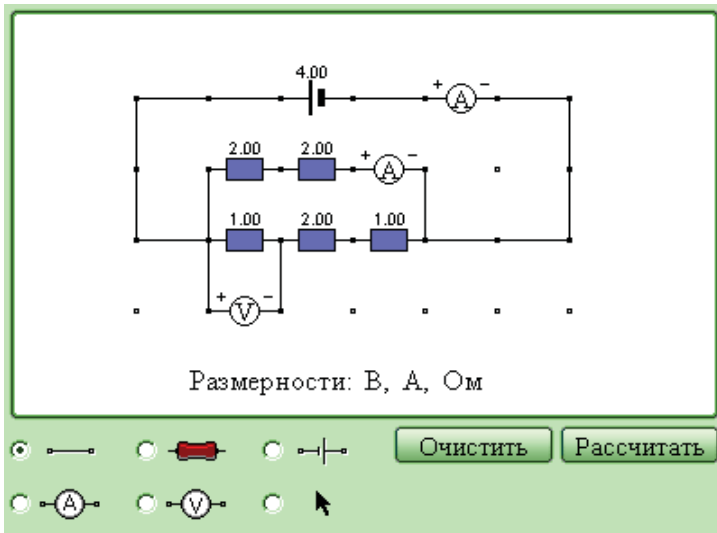 4.00
+ A −
2.00 2.00
+ A −
1.00 2.00 1.00
+ V −
Размерности: В, А, Ом
Очистить Рассчитать
A V